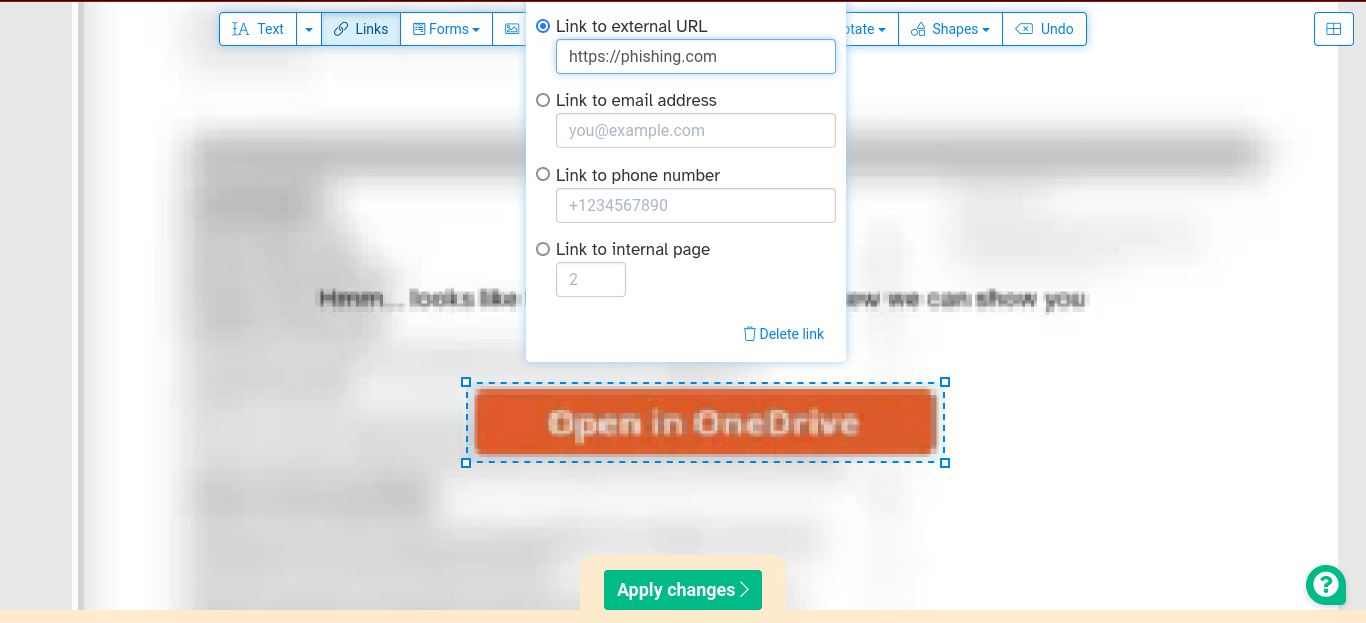 Text Links Forms
Link to external URL
https://phishing.com
otate Shapes Undo
Link to email address
you@example.com
Link to phone number
+1234567890
Link to internal page
2
Hmm... looks like
ew we can show you
Delete link
Open in OneDrive
Apply changes
?